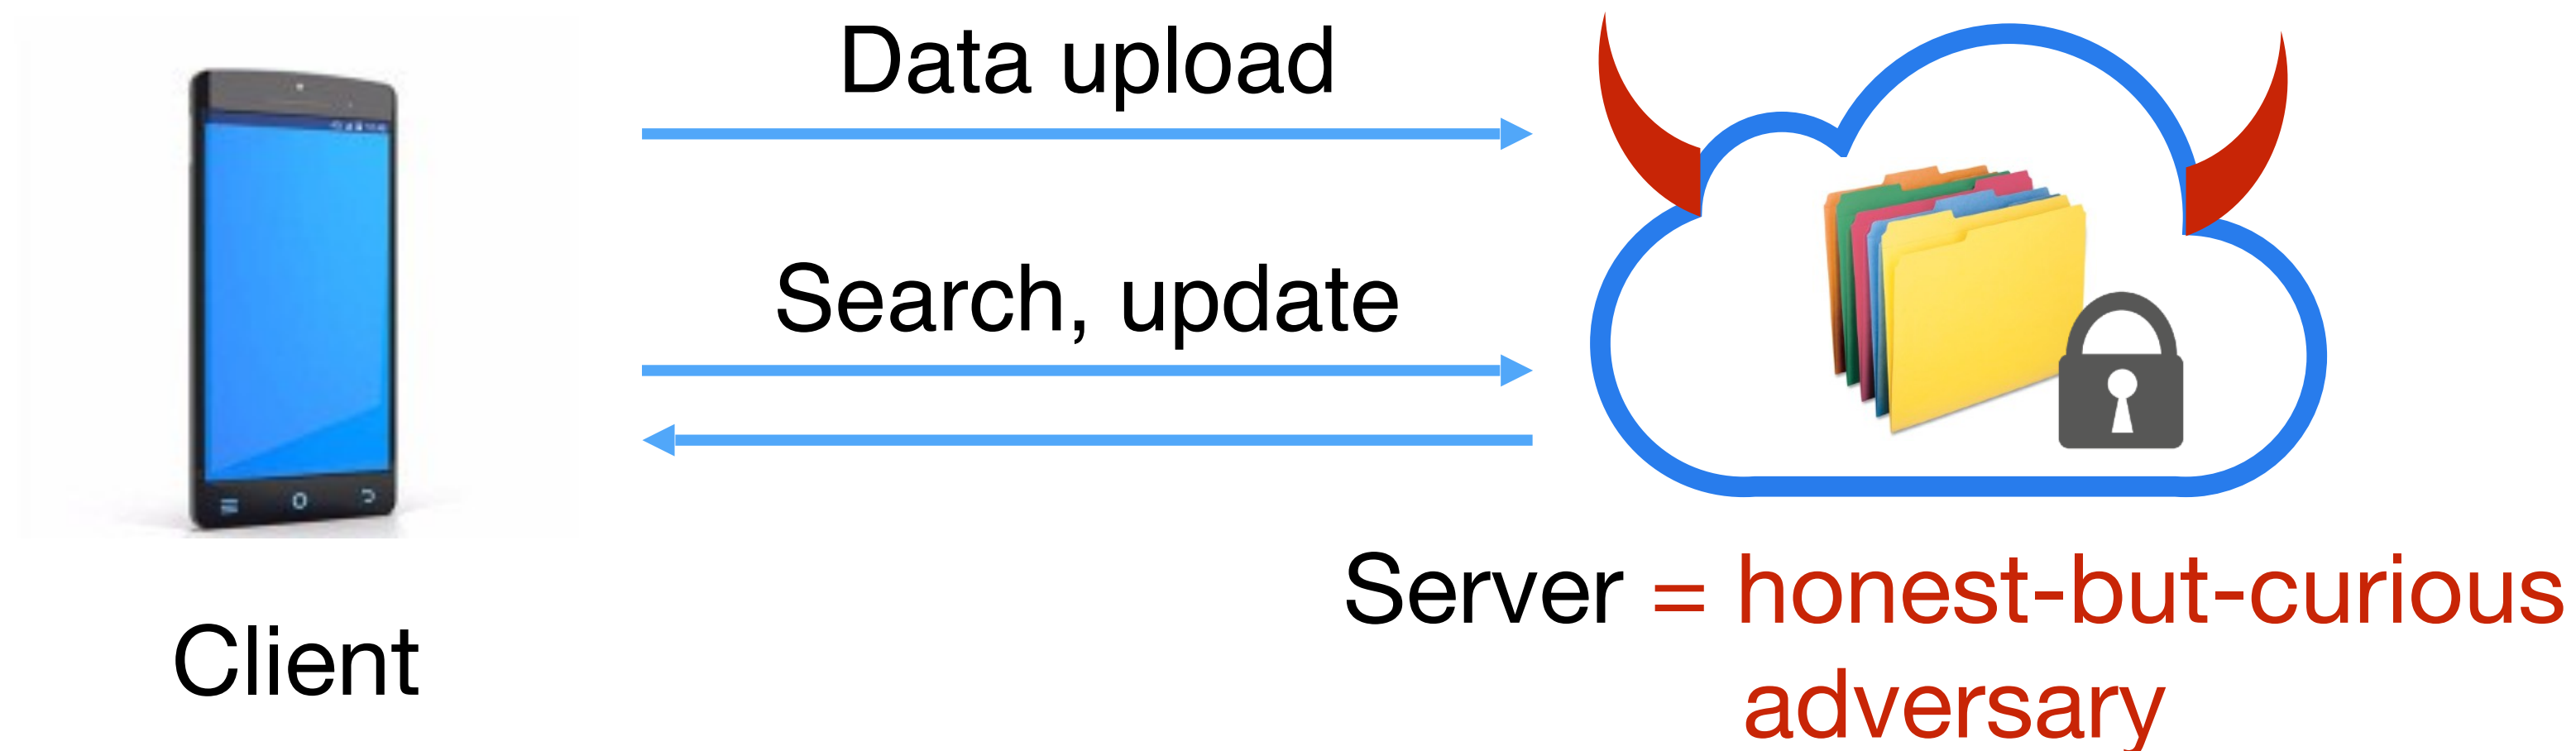 Data upload
Search, update
Client
Server = honest-but-curious
adversary